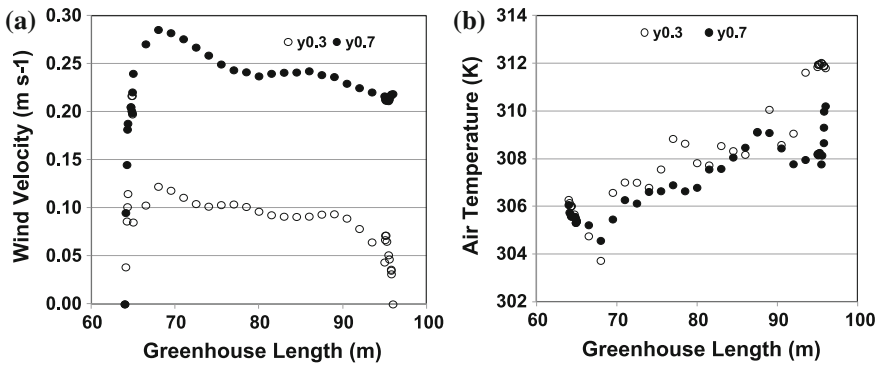 (a)
0.30
0.25
0.20
0.15
0.10
0.05
0.00
Wind Velocity (m s-1)
y0.3 y0.7
60 70 80 90 100
Greenhouse Length (m)
(b)
314
312
310
308
306
304
302
Air Temperature (K)
y0.3 y0.7
60 70 80 90 100
Greenhouse Length (m)